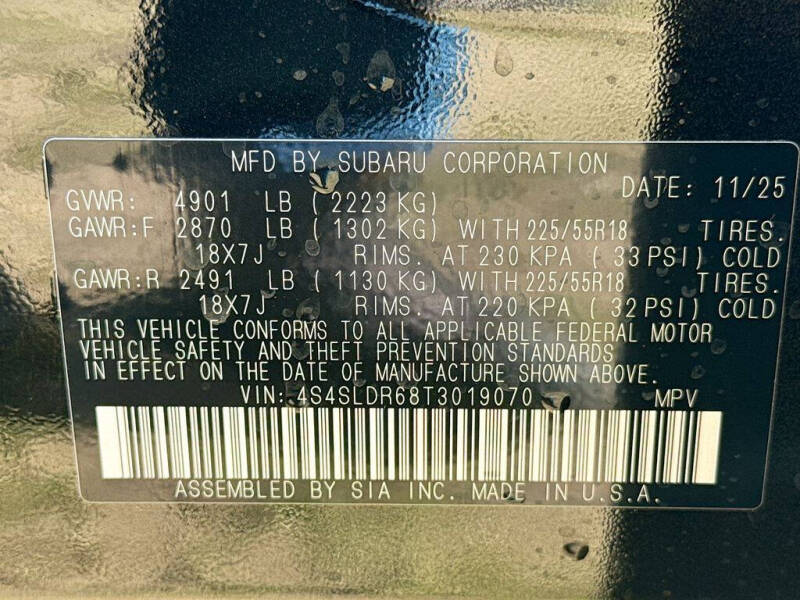 MFD BY SUBARU CORPORATION
DATE: 11/25
GVWR: 4901 LB ( 2223 KG)
GAWR:F 2870 LB ( 1302 KG) WITH 225/55R18 TIRES.
18X7J RIMS. AT 230 KPA ( 33 PSI) COLD
GAWR:R 2491 LB ( 1130 KG) WITH 225/55R18 TIRES.
18X7J RIMS. AT 220 KPA ( 32 PSI) COLD
THIS VEHICLE CONFORMS TO ALL APPLICABLE FEDERAL MOTOR
VEHICLE SAFETY AND THEFT PREVENTION STANDARDS
IN EFFECT ON THE DATE OF MANUFACTURE SHOWN ABOVE.
VIN: 4S4SLDR68T3019070 MPV
ASSEMBLED BY SIA INC. MADE IN U.S.A.